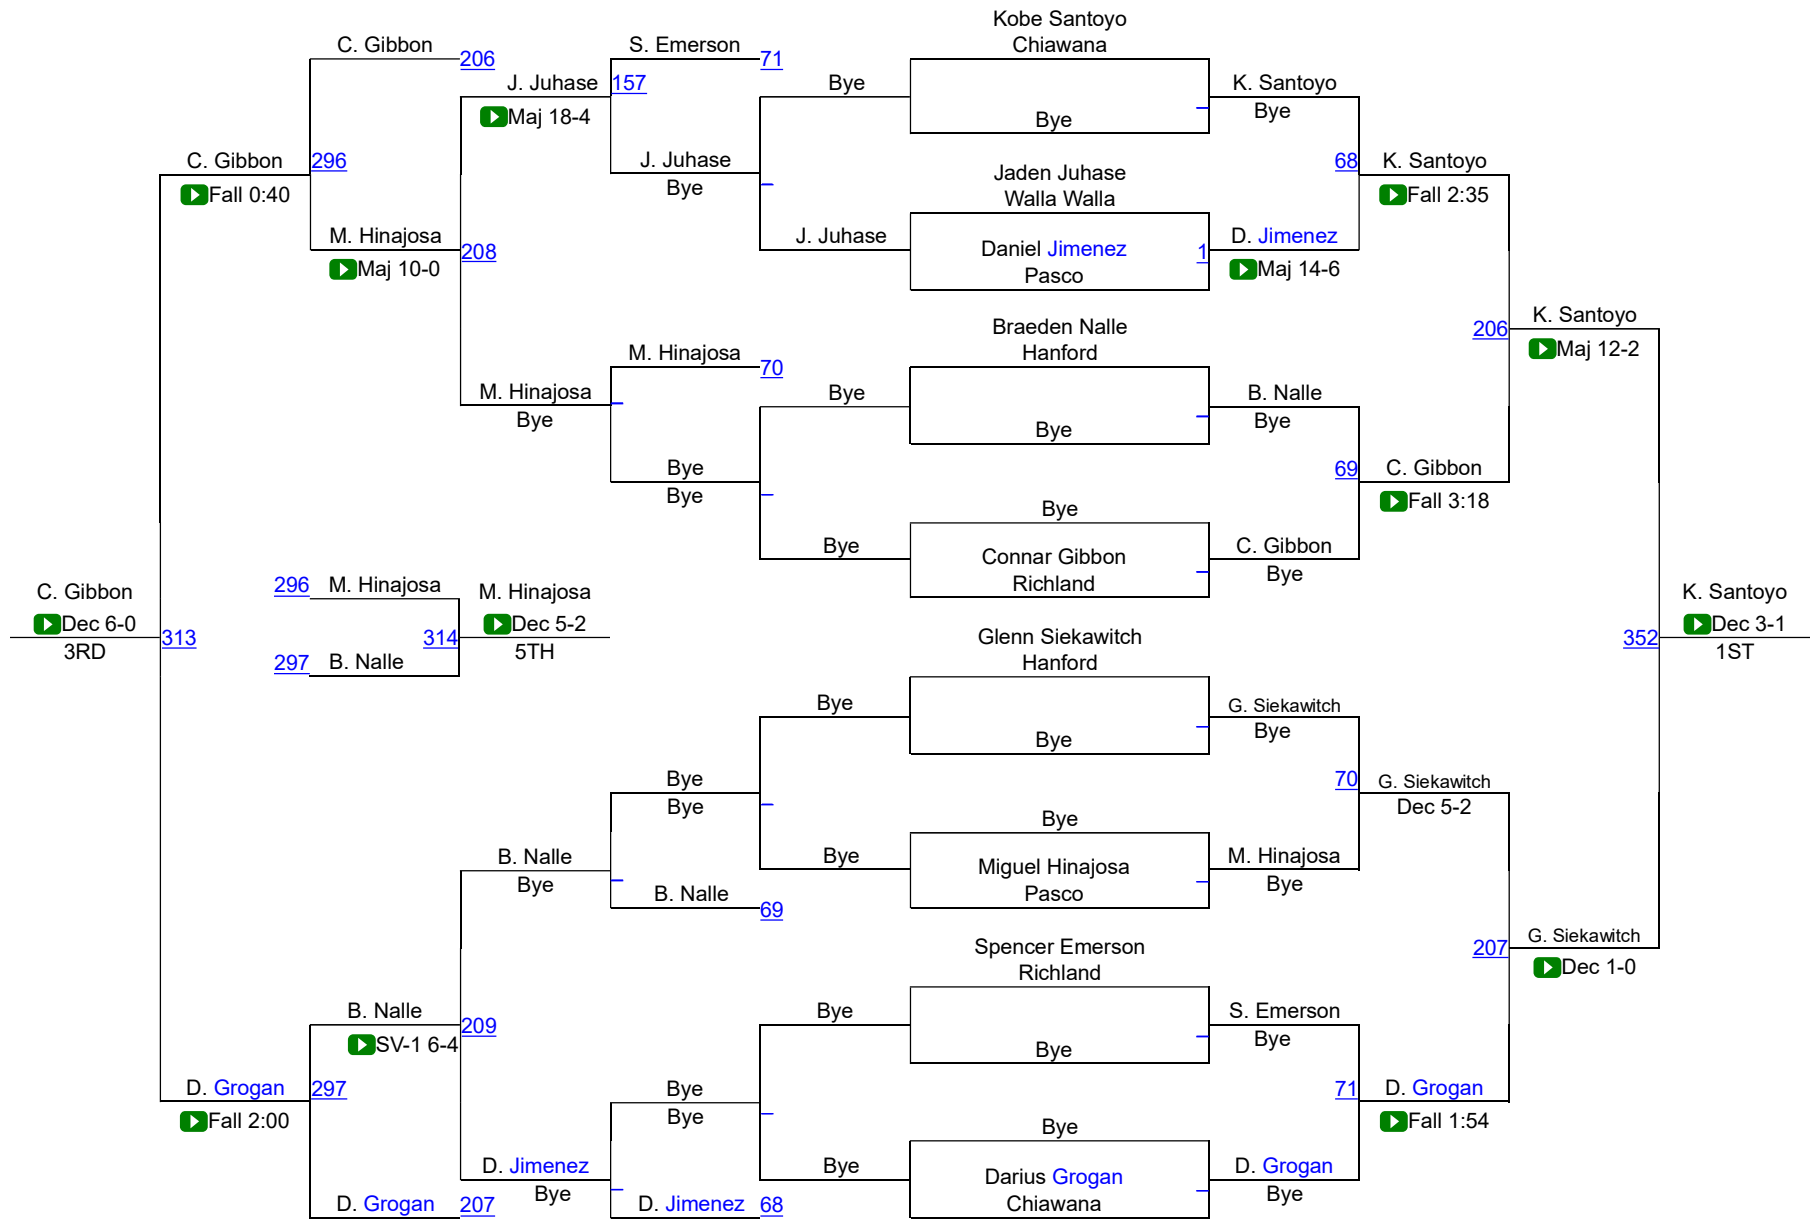 Kobe Santoyo
Chiawana
C. Gibbon
206
S. Emerson
71
J. Juhase
157
Maj 18-4
Bye
Bye
K. Santoyo
Bye
C. Gibbon
296
Fall 0:40
J. Juhase
Bye
Jaden Juhase
Walla Walla
68
K. Santoyo
Fall 2:35
M. Hinajosa
208
Maj 10-0
J. Juhase
Daniel Jimenez
Pasco
1
D. Jimenez
Maj 14-6
Braeden Nalle
Hanford
206
K. Santoyo
Maj 12-2
M. Hinajosa
70
M. Hinajosa
Bye
Bye
Bye
B. Nalle
Bye
Bye
Bye
69
C. Gibbon
Fall 3:18
Bye
Bye
Connar Gibbon
Richland
C. Gibbon
Bye
C. Gibbon
Dec 6-0
3RD
313
296
M. Hinajosa
314
297
B. Nalle
M. Hinajosa
Dec 5-2
5TH
352
K. Santoyo
Dec 3-1
1ST
Glenn Siekawitch
Hanford
Bye
Bye
G. Siekawitch
Bye
Bye
Bye
70
G. Siekawitch
Dec 5-2
B. Nalle
Bye
Bye
Bye
Miguel Hinajosa
Pasco
M. Hinajosa
Bye
B. Nalle
69
Spencer Emerson
Richland
207
G. Siekawitch
Dec 1-0
B. Nalle
209
SV-1 6-4
Bye
Bye
S. Emerson
Bye
D. Grogan
297
Fall 2:00
Bye
Bye
71
D. Grogan
Fall 1:54
D. Jimenez
Bye
Bye
Bye
Darius Grogan
Chiawana
D. Grogan
Bye
D. Grogan
207
D. Jimenez
68